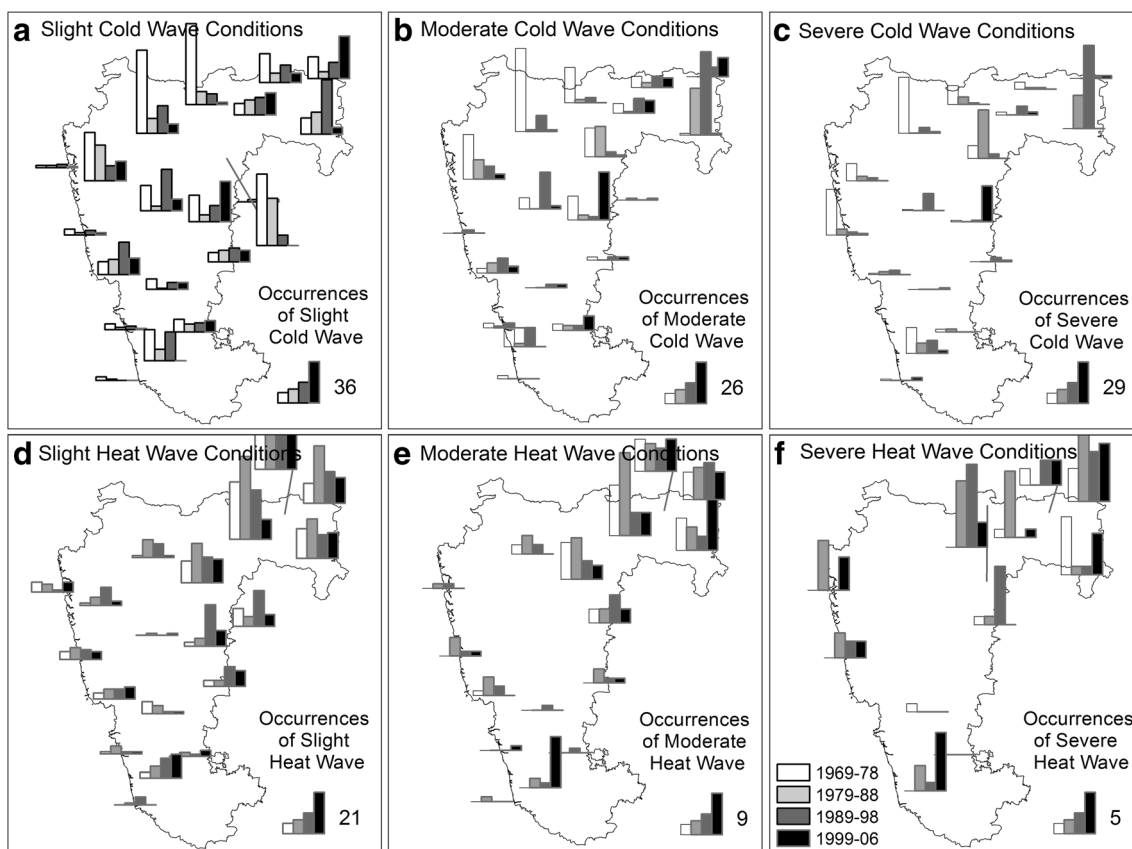 a Slight Cold Wave Conditions
Occurrences
of Slight
Cold Wave
36
b Moderate Cold Wave Conditions
Occurrences
of Moderate
Cold Wave
26
c Severe Cold Wave Conditions
Occurrences
of Severe
Cold Wave
29
d Slight Heat Wave Conditions
Occurrences
of Slight
Heat Wave
21
e Moderate Heat Wave Conditions
Occurrences
of Moderate
Heat Wave
9
f Severe Heat Wave Conditions
1969-78
1979-88
1989-98
1999-06
Occurrences
of Severe
Heat Wave
5